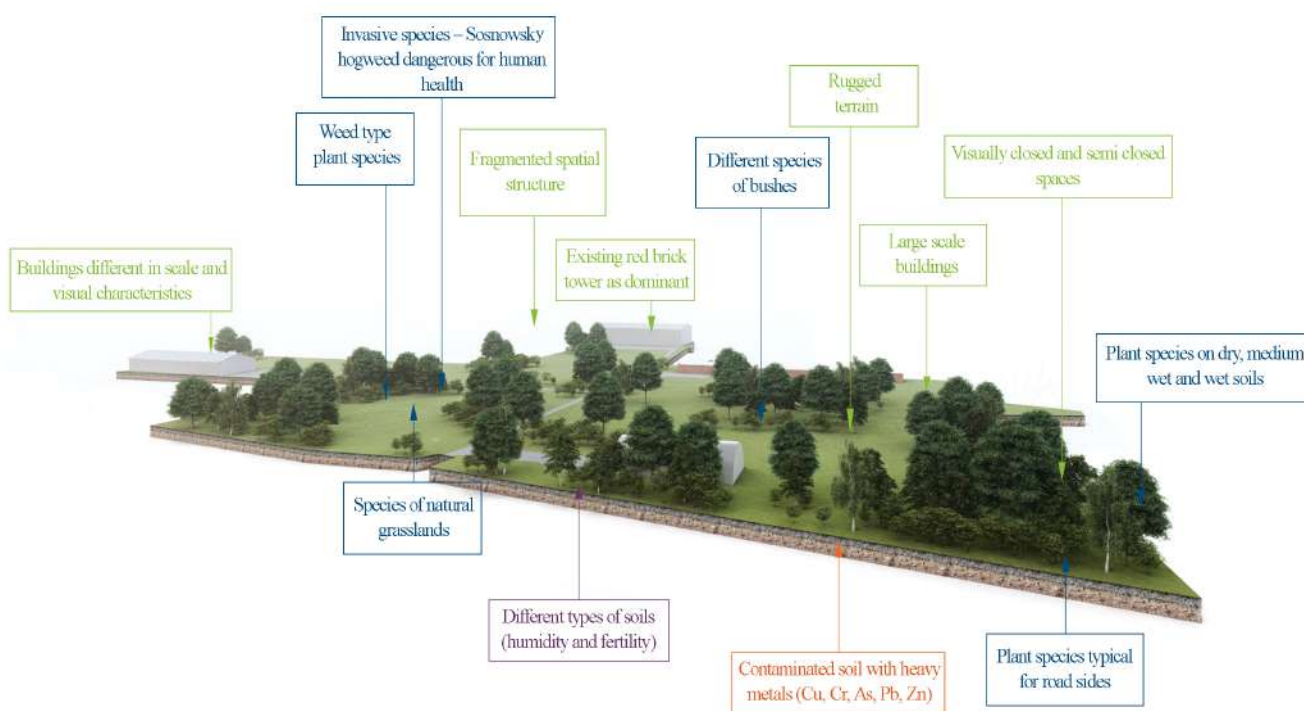 Invasive species – Sosnowsky
hogweed dangerous for human
health
Rugged
terrain
Weed type
plant species
Fragmented spatial
structure
Different species
of bushes
Visually closed and semi closed
spaces
Buildings different in scale and
visual characteristics
Existing red brick
tower as dominant
Large scale
buildings
Plant species on dry, medium
wet and wet soils
Species of natural
grasslands
Different types of soils
(humidity and fertility)
Contaminated soil with heavy
metals (Cu, Cr, As, Pb, Zn)
Plant species typical
for road sides